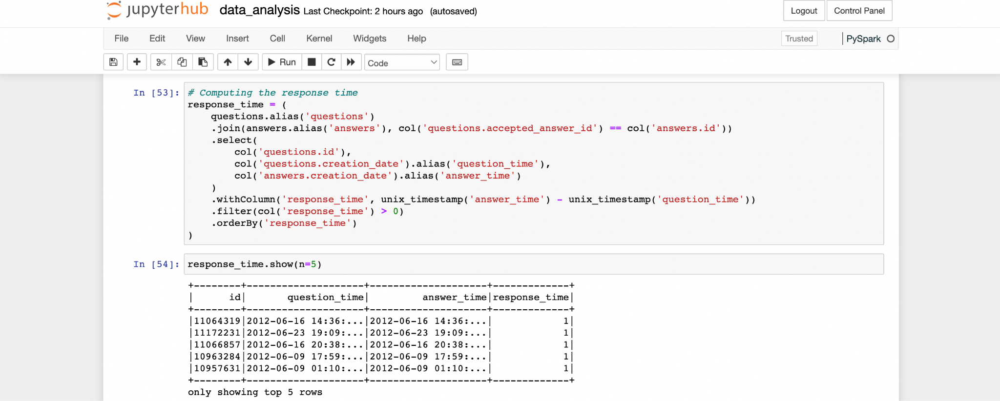 jupyterhub data_analysis Last Checkpoint: 2 hours ago (autosaved) Logout Control Panel
File Edit View Insert Cell Kernel Widgets Help Trusted PySpark
Run Code
In [53]: # Computing the response time
response_time = (
    questions.alias('questions')
    .join(answers.alias('answers'), col('questions.accepted_answer_id') == col('answers.id'))
    .select(
        col('questions.id'),
        col('questions.creation_date').alias('question_time'),
        col('answers.creation_date').alias('answer_time')
    )
    .withColumn('response_time', unix_timestamp('answer_time') - unix_timestamp('question_time'))
    .filter(col('response_time') > 0)
    .orderBy('response_time')
)
In [54]: response_time.show(n=5)
+--------+--------------------+--------------------+-------------+
|      id|       question_time|         answer_time|response_time|
+--------+--------------------+--------------------+-------------+
|11064319|2012-06-16 14:36:...|2012-06-16 14:36:...|            1|
|11172231|2012-06-23 19:09:...|2012-06-23 19:09:...|            1|
|11066857|2012-06-16 20:38:...|2012-06-16 20:38:...|            1|
|10963284|2012-06-09 17:59:...|2012-06-09 17:59:...|            1|
|10957631|2012-06-09 01:10:...|2012-06-09 01:10:...|            1|
+--------+--------------------+--------------------+-------------+
only showing top 5 rows